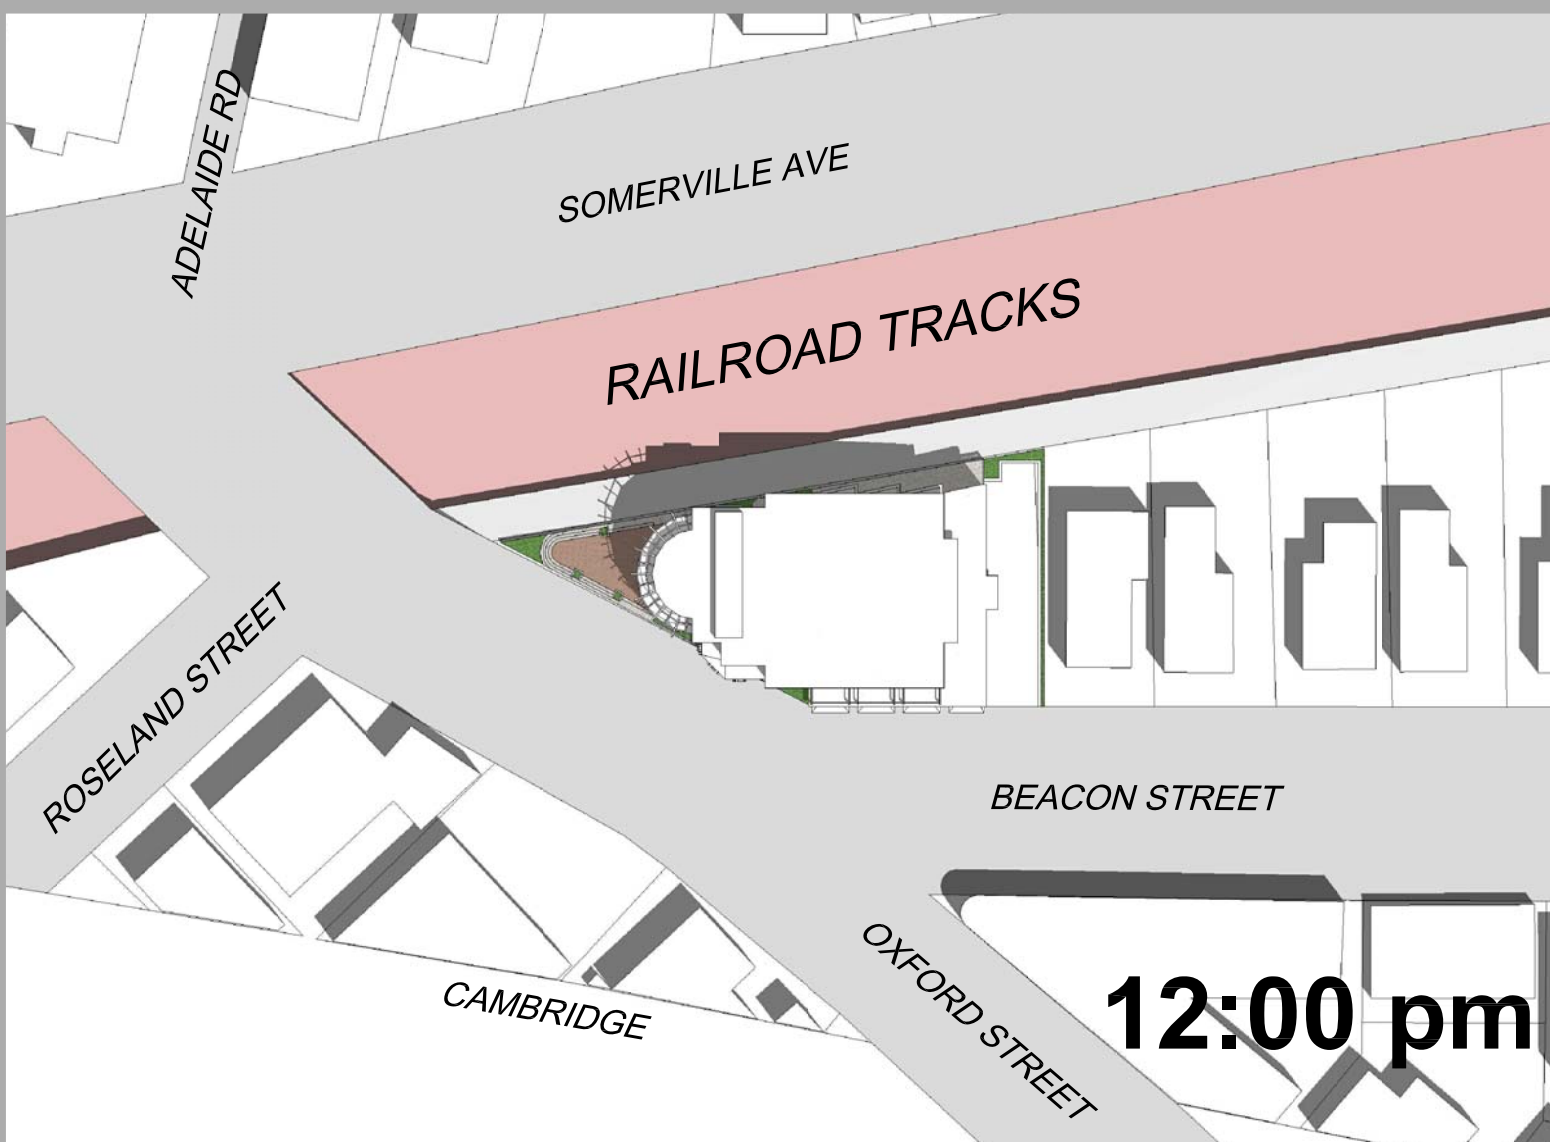 ADELAIDE RD
SOMERVILLE AVE
RAILROAD TRACKS
ROSELAND STREET
BEACON STREET
OXFORD STREET
CAMBRIDGE
12:00 pm